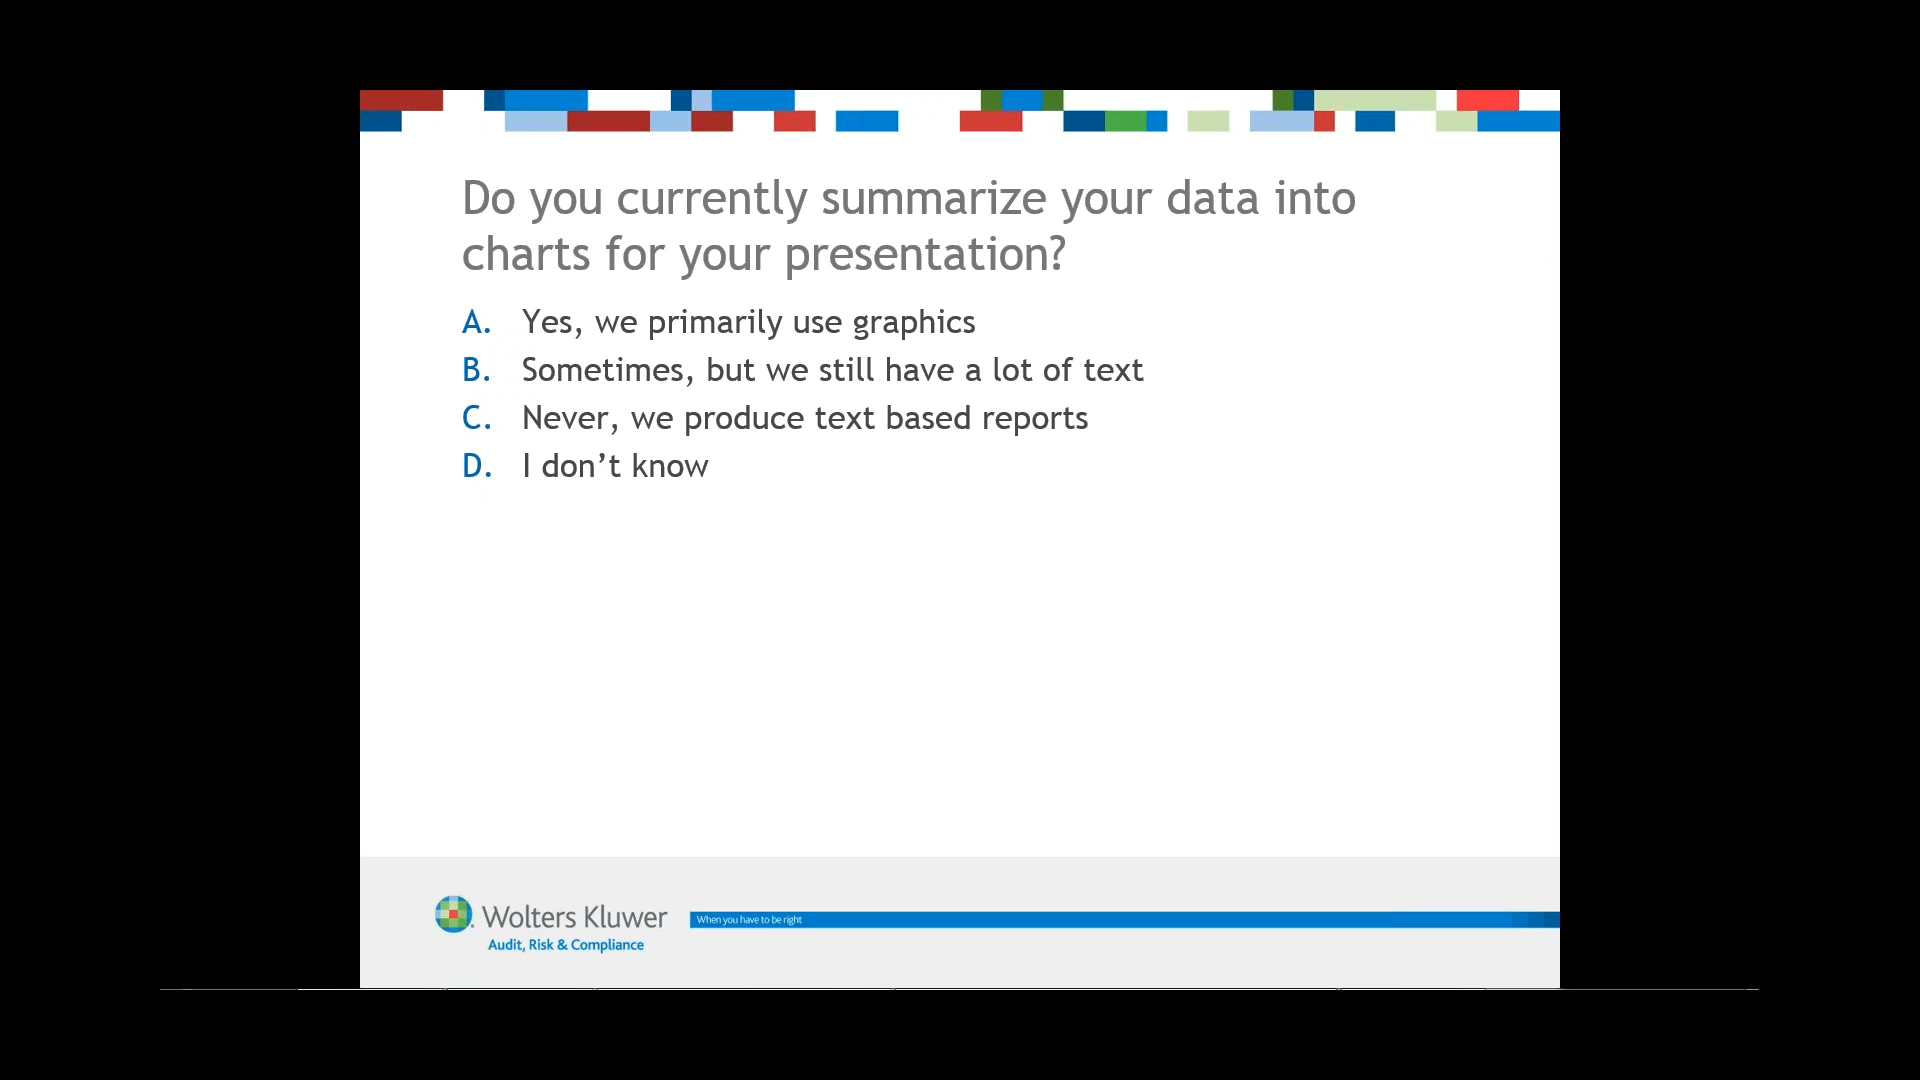 Do you currently summarize your data into
charts for your presentation?
A. Yes, we primarily use graphics
B. Sometimes, but we still have a lot of text
C. Never, we produce text based reports
D. I don’t know
Wolters Kluwer
When you have to be right
Audit, Risk & Compliance